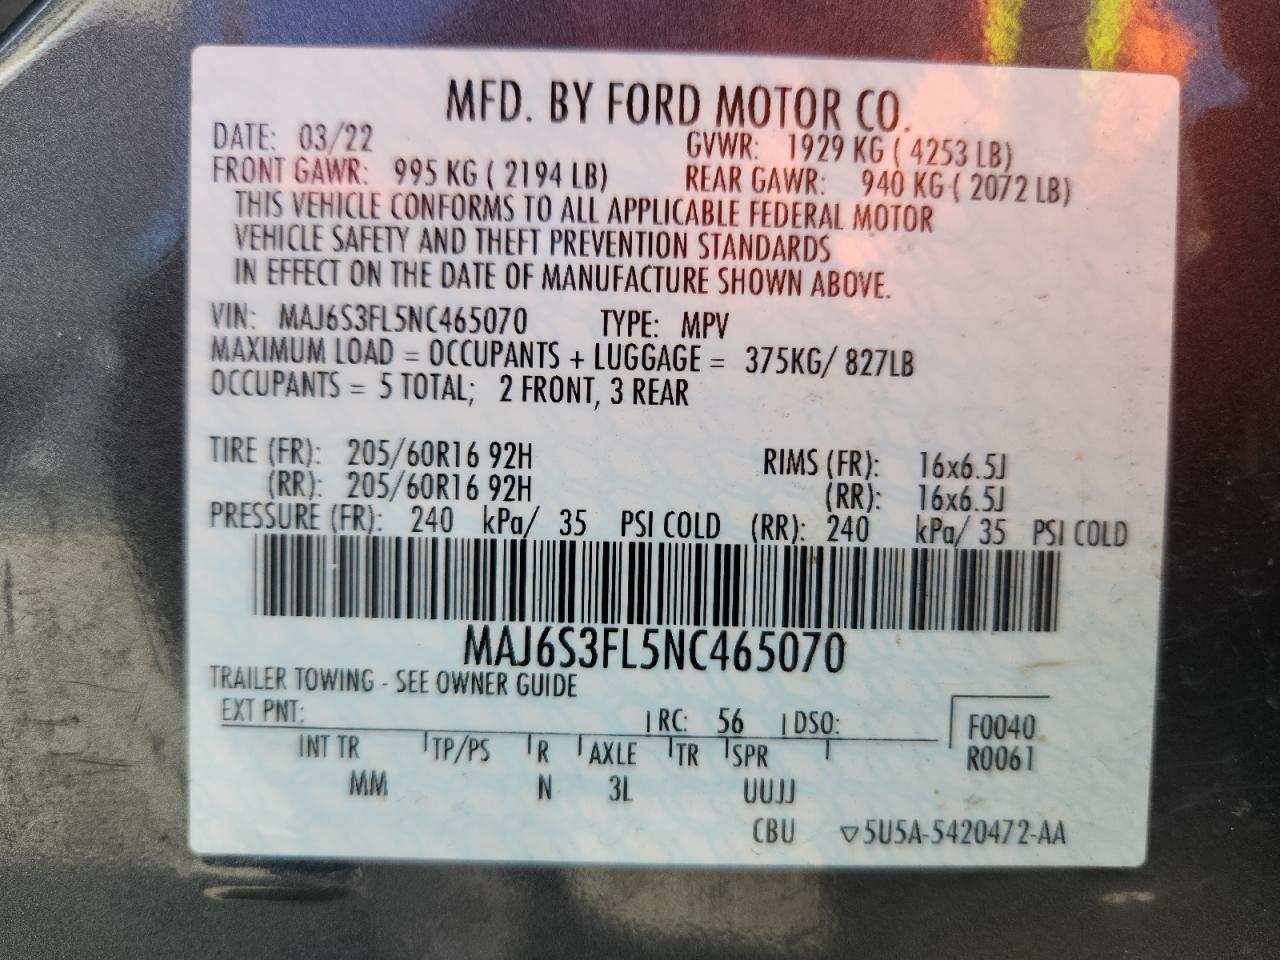 MFD. BY FORD MOTOR CO.
DATE: 03/22 GVWR: 1929 KG ( 4253 LB)
FRONT GAWR: 995 KG ( 2194 LB) REAR GAWR: 940 KG ( 2072 LB)
THIS VEHICLE CONFORMS TO ALL APPLICABLE FEDERAL MOTOR
VEHICLE SAFETY AND THEFT PREVENTION STANDARDS
IN EFFECT ON THE DATE OF MANUFACTURE SHOWN ABOVE.
VIN: MAJ6S3FL5NC465070 TYPE: MPV
MAXIMUM LOAD = OCCUPANTS + LUGGAGE = 375KG/ 827LB
OCCUPANTS = 5 TOTAL; 2 FRONT, 3 REAR
TIRE (FR): 205/60R16 92H RIMS (FR): 16x6.5J
(RR): 205/60R16 92H (RR): 16x6.5J
PRESSURE (FR): 240 kPa/ 35 PSI COLD (RR): 240 kPa/ 35 PSI COLD
MAJ6S3FL5NC465070
TRAILER TOWING - SEE OWNER GUIDE
EXT PNT: RC: 56 DSO: F0040
INT TR TP/PS R AXLE TR SPR R0061
MM N 3L UUJJ
CBU ▽5U5A-5420472-AA